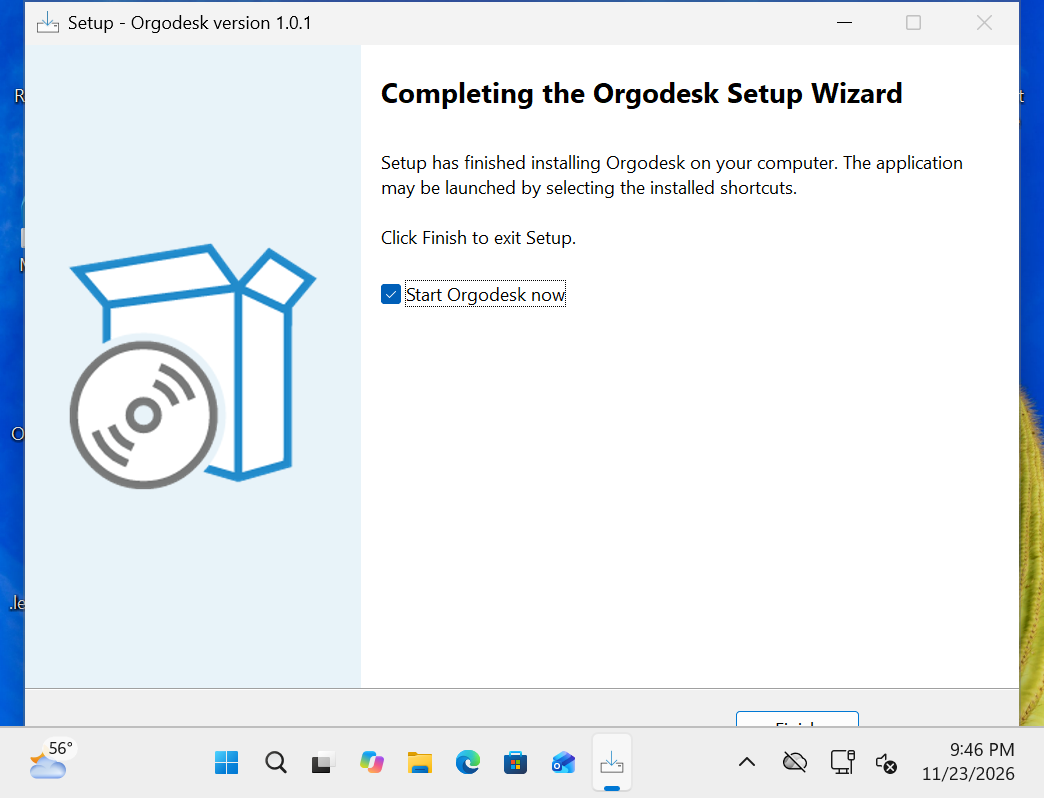 Setup - Orgodesk version 1.0.1
Completing the Orgodesk Setup Wizard
Setup has finished installing Orgodesk on your computer. The application
may be launched by selecting the installed shortcuts.
Click Finish to exit Setup.
Start Orgodesk now
Finish
56°
9:46 PM
11/23/2026